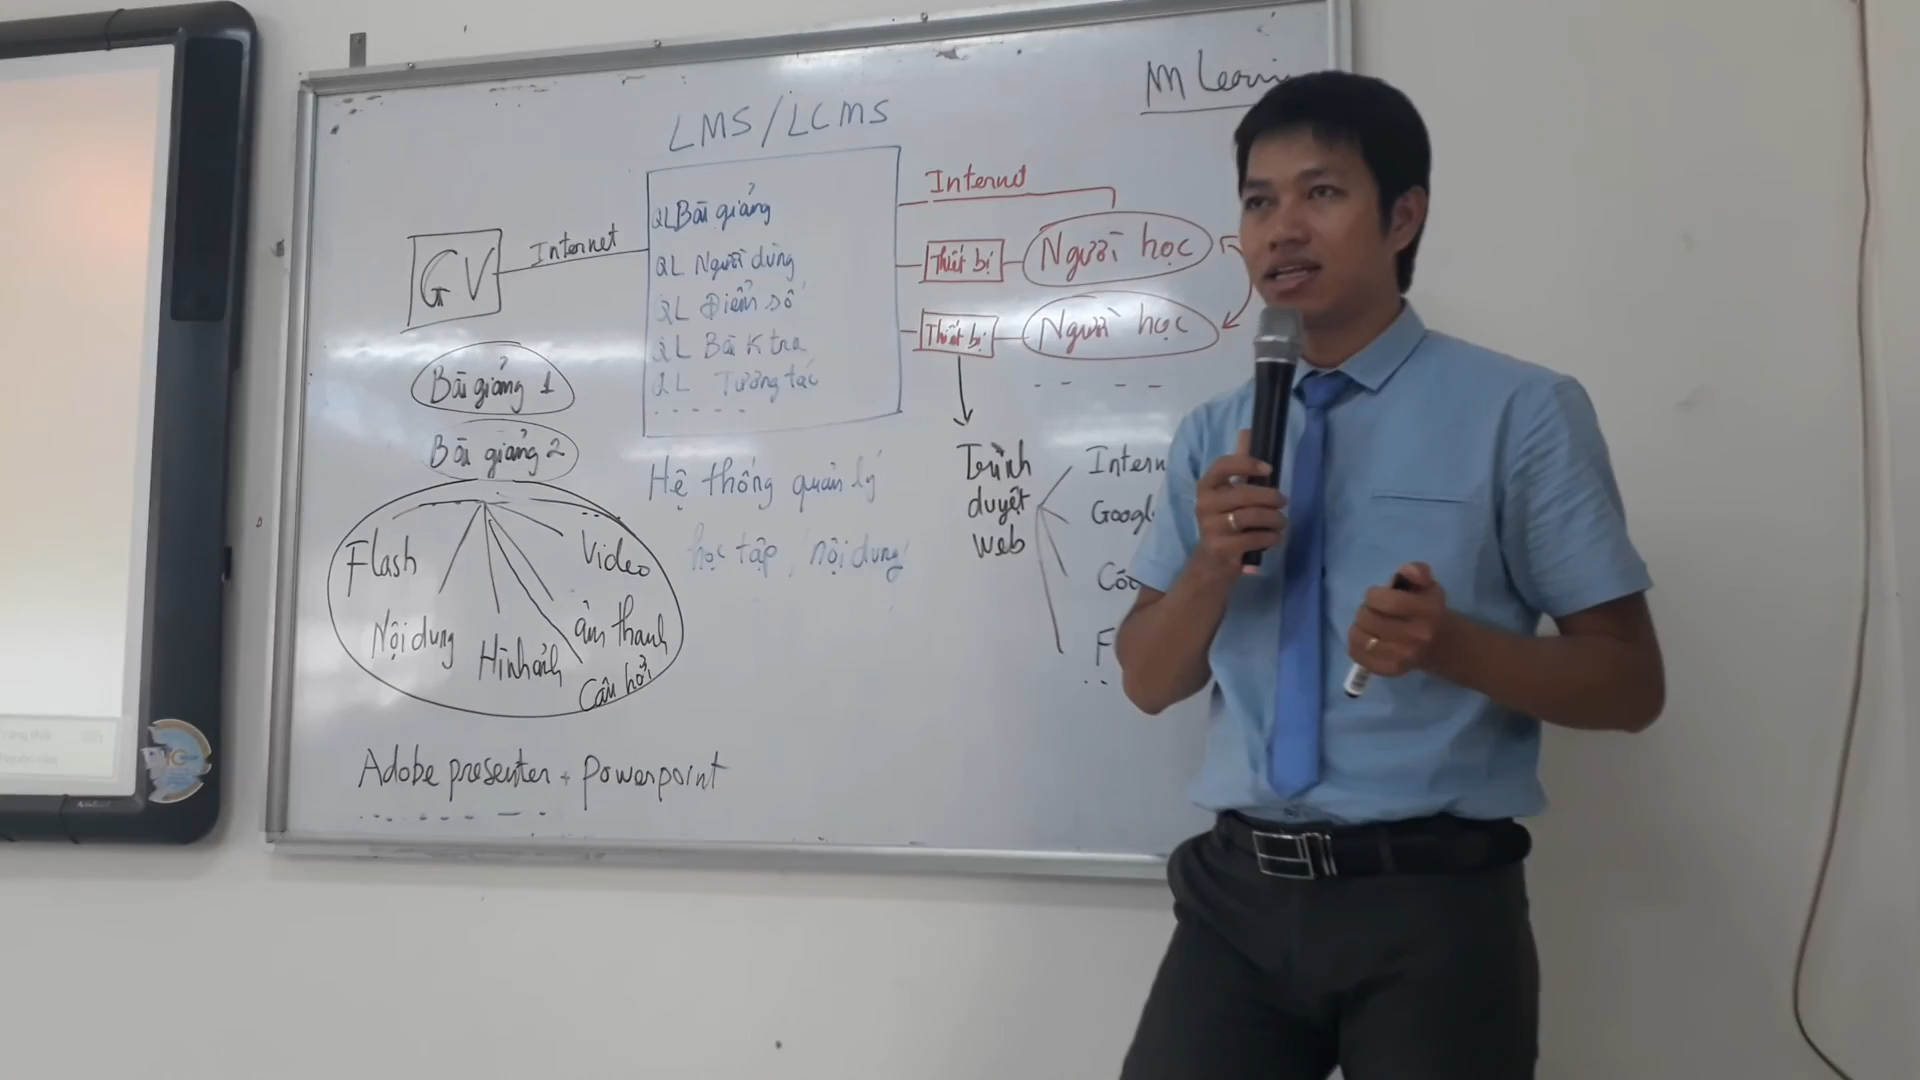 M Learni
LMS/LCMS
GV
Internet
QL Bài giảng
QL Người dùng
QL Điểm số
QL Bài Ktra
QL Tương tác
Internet
Thiết bị
Người học
Thiết bị
Người học
Bài giảng 1
Bài giảng 2
Flash
Nội dung
Hình ảnh
Video
âm thanh
Câu hỏi
Hệ thống quản lý
học tập, nội dung
Trình
duyệt
web
Intern
Googl
Cố
F
Adobe presenter + Powerpoint